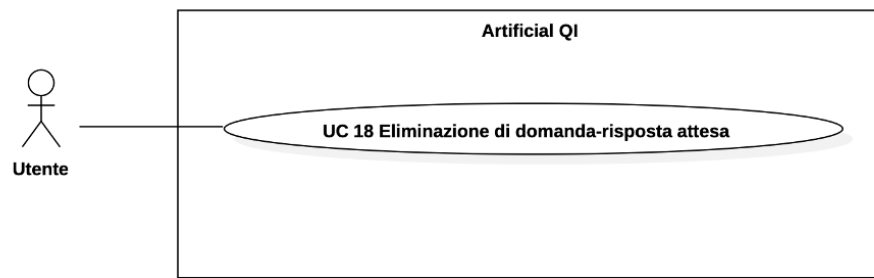 Artificial QI
UC 18 Eliminazione di domanda-risposta attesa
Utente